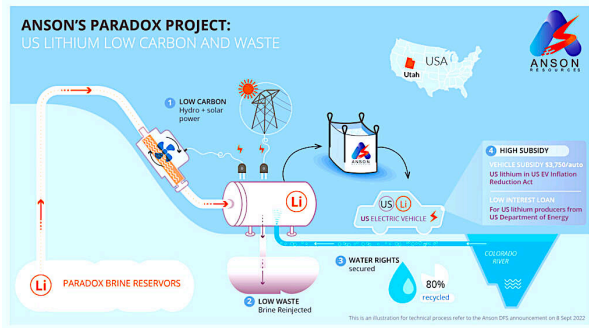 ANSON'S PARADOX PROJECT:
US LITHIUM LOW CARBON AND WASTE
USA
Utah
ANSON
RESOURCES
1 LOW CARBON
Hydro + solar
power
ANSON
4 HIGH SUBSIDY
VEHICLE SUBSIDY $3,750/auto
US lithium in US EV Inflation
Reduction Act
LOW INTEREST LOAN
For US lithium producers from
US Department of Energy
Li
US Li
US ELECTRIC VEHICLE
COLORADO
RIVER
Li PARADOX BRINE RESERVORS
3 WATER RIGHTS
secured
80%
recycled
2 LOW WASTE
Brine Reinjected
This is an illustration for technical process refer to the Anson DFS announcement on 8 Sept 2022